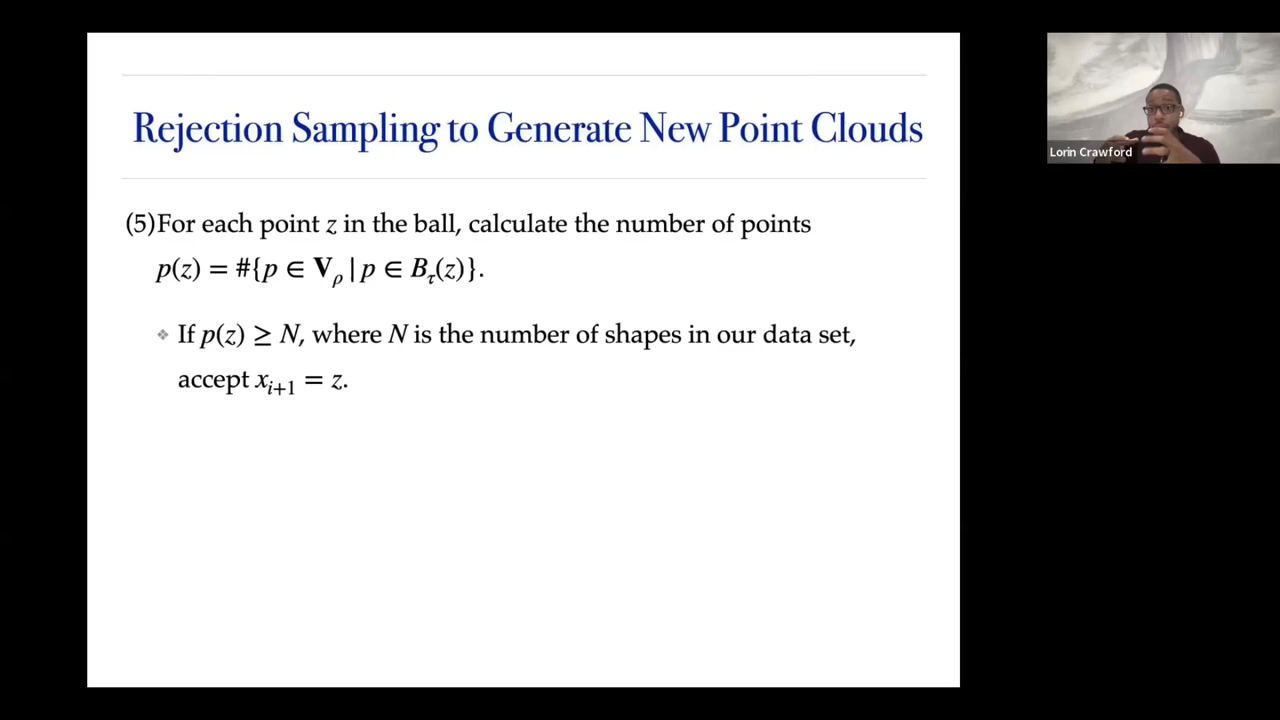 Rejection Sampling to Generate New Point Clouds
Lorin Crawford
(5)For each point z in the ball, calculate the number of points
p(z) = #{p ∈ V_ρ | p ∈ B_τ(z)}.
❖ If p(z) ≥ N, where N is the number of shapes in our data set,
accept x_{i+1} = z.